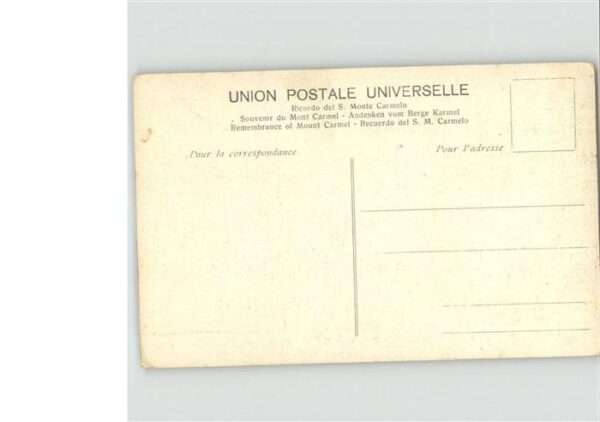 UNION POSTALE UNIVERSELLE
Ricordo del S. Monte Carmelo
Souvenir du Mont Carmel - Andenken vom Berge Karmel
Remembrance of Mount Carmel - Recuerdo del S. M. Carmelo
Pour la correspondance
Pour l'adresse